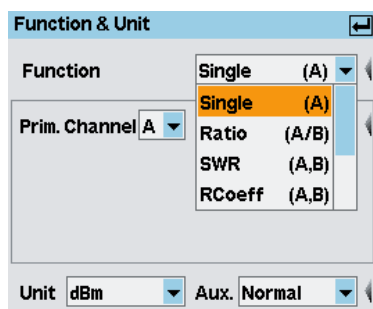 Function & Unit
Function Single (A)
Single (A)
Prim. Channel A
Ratio (A/B)
SWR (A,B)
RCoeff (A,B)
Unit dBm Aux. Normal